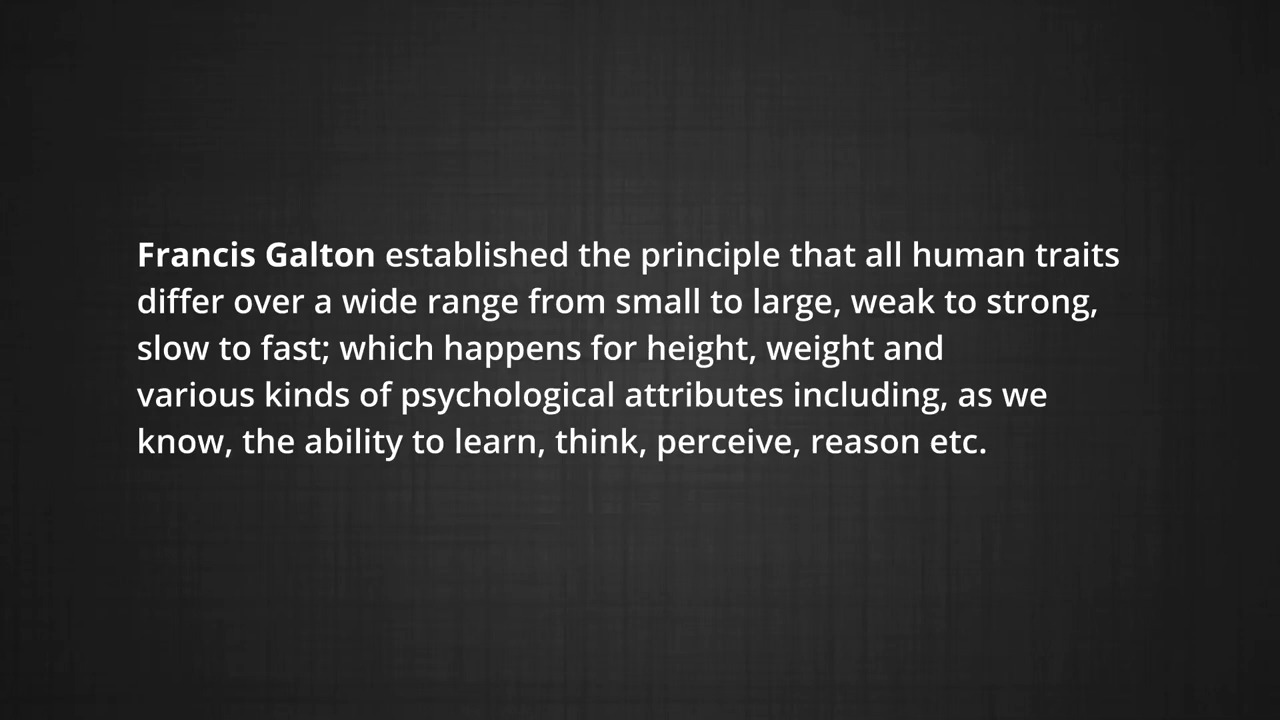 Francis Galton established the principle that all human traits
differ over a wide range from small to large, weak to strong,
slow to fast; which happens for height, weight and
various kinds of psychological attributes including, as we
know, the ability to learn, think, perceive, reason etc.